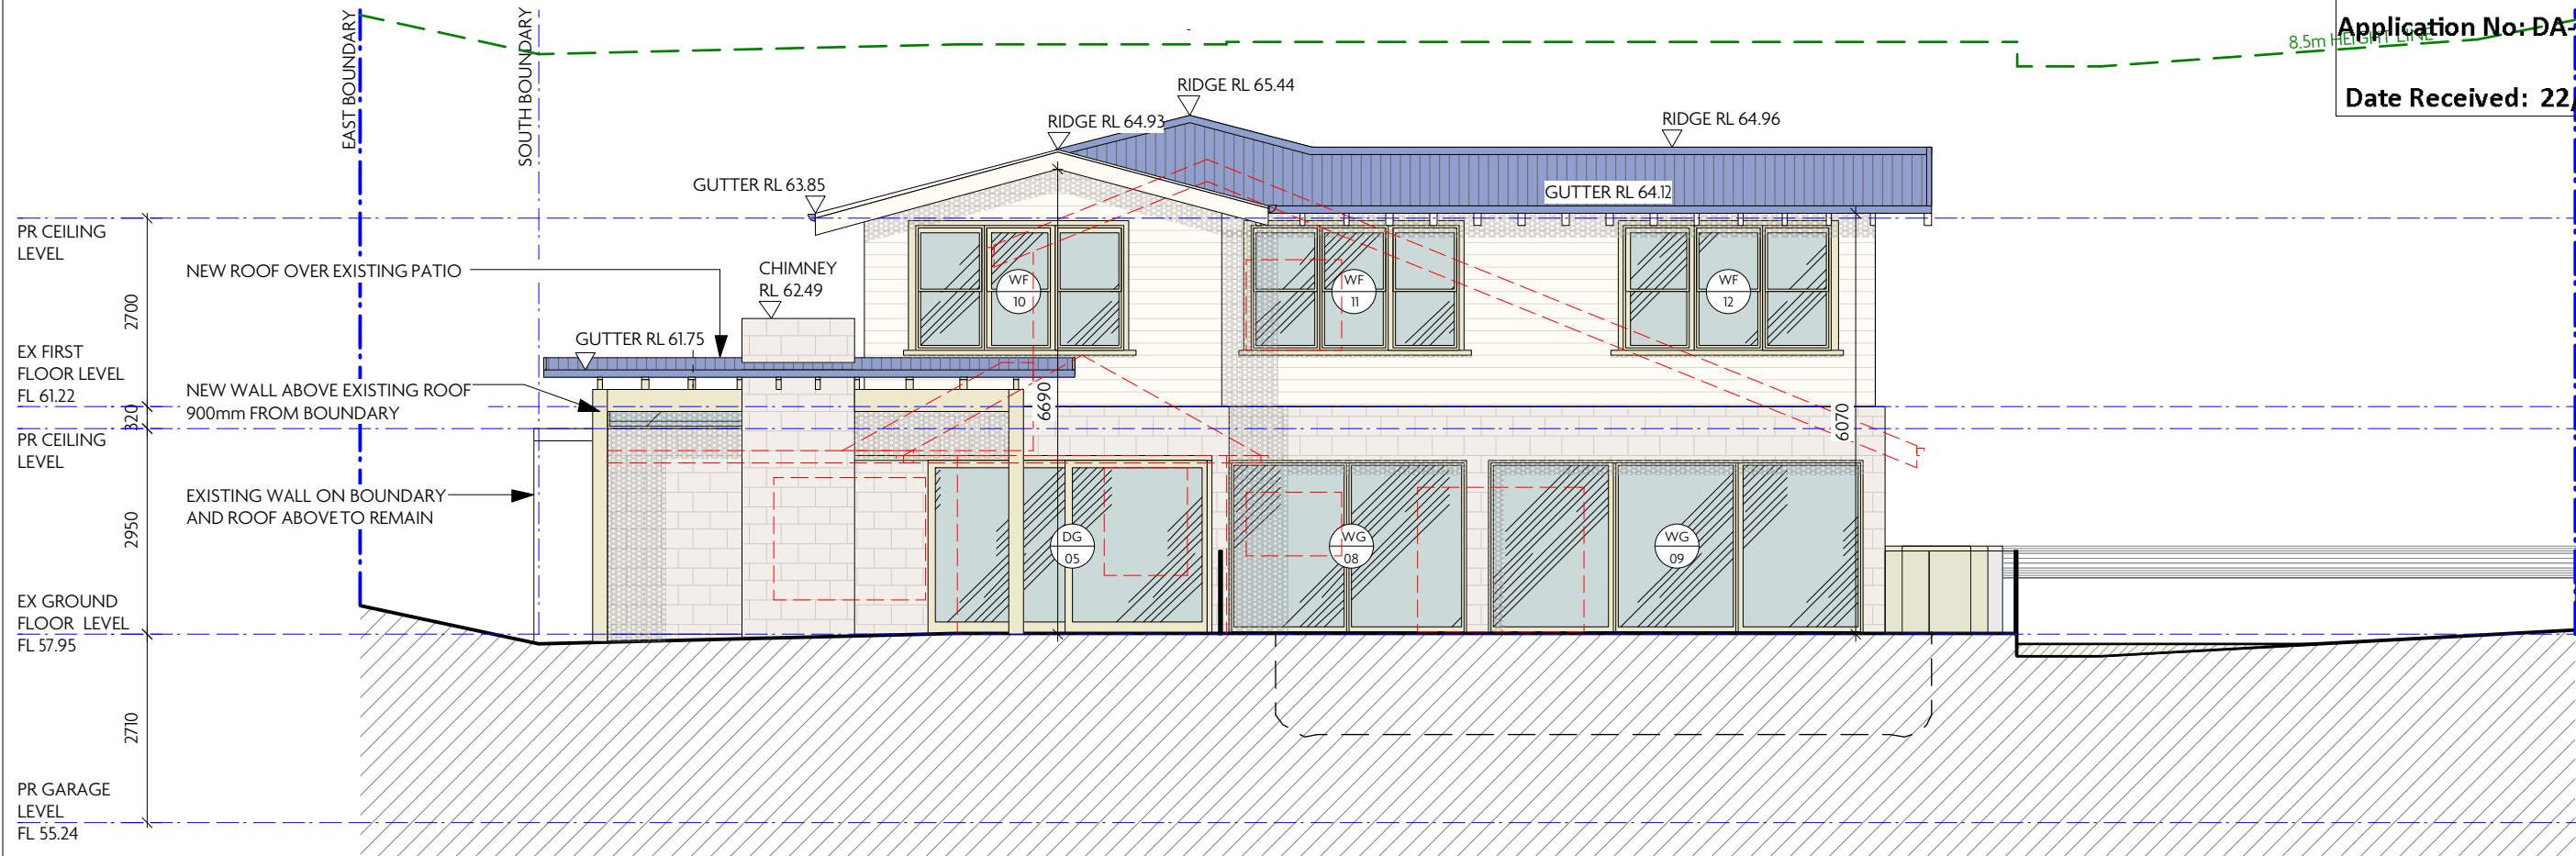 EAST BOUNDARY
SOUTH BOUNDARY
Application No: DA-
8.5m HEIGHT LINE
Date Received: 22/
RIDGE RL 65.44
RIDGE RL 64.93
RIDGE RL 64.96
GUTTER RL 63.85
GUTTER RL 64.12
PR CEILING
LEVEL
NEW ROOF OVER EXISTING PATIO
CHIMNEY
RL 62.49
WF
10
WF
11
WF
12
2700
GUTTER RL 61.75
EX FIRST
FLOOR LEVEL
FL 61.22
NEW WALL ABOVE EXISTING ROOF
900mm FROM BOUNDARY
320
6690
6070
PR CEILING
LEVEL
EXISTING WALL ON BOUNDARY
AND ROOF ABOVE TO REMAIN
2950
DG
05
WG
08
WG
09
EX GROUND
FLOOR LEVEL
FL 57.95
2710
PR GARAGE
LEVEL
FL 55.24